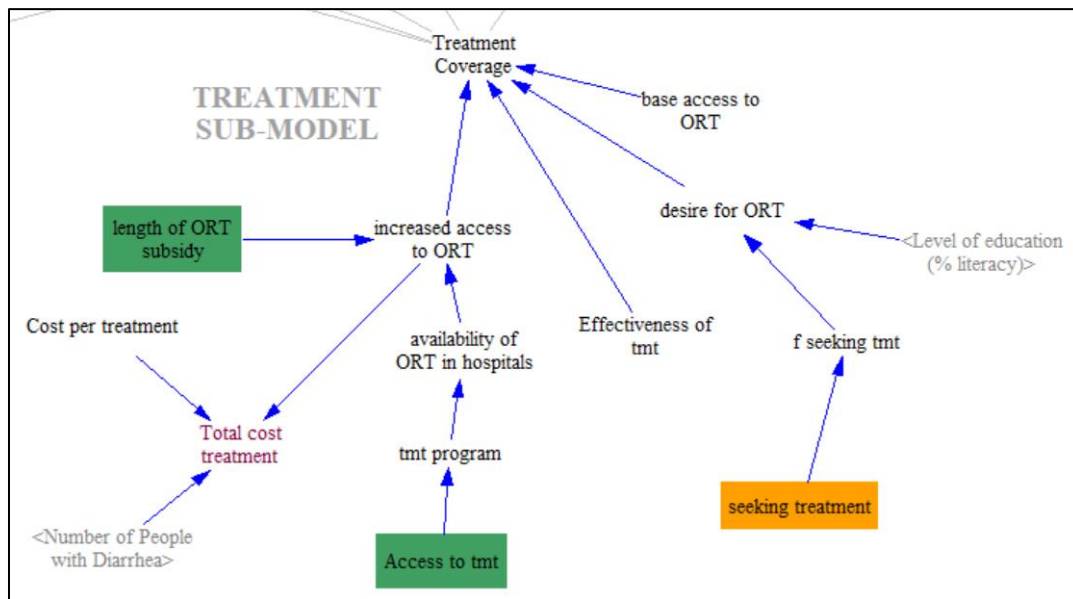 Treatment
Coverage
TREATMENT
SUB-MODEL
base access to
ORT
length of ORT
subsidy
increased access
to ORT
desire for ORT
<Level of education
(% literacy)>
Cost per treatment
availability of
ORT in hospitals
Effectiveness of
tmt
f seeking tmt
Total cost
treatment
tmt program
seeking treatment
<Number of People
with Diarrhea>
Access to tmt